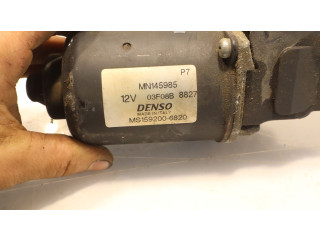 P7
MN145985
12V 03F06B 8827
DENSO
MADE IN ITALY
MS159200-6820